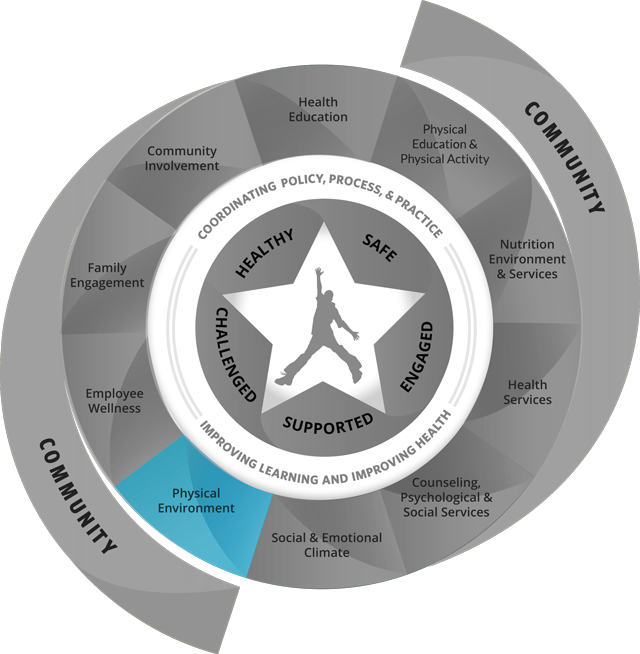 COMMUNITY
Health
Education
Physical
Education &
Physical Activity
Nutrition
Environment
& Services
Health
Services
Counseling,
Psychological &
Social Services
Social & Emotional
Climate
Physical
Environment
Employee
Wellness
Family
Engagement
Community
Involvement
COORDINATING POLICY, PROCESS, & PRACTICE
HEALTHY
SAFE
ENGAGED
SUPPORTED
CHALLENGED
IMPROVING LEARNING AND IMPROVING HEALTH
COMMUNITY